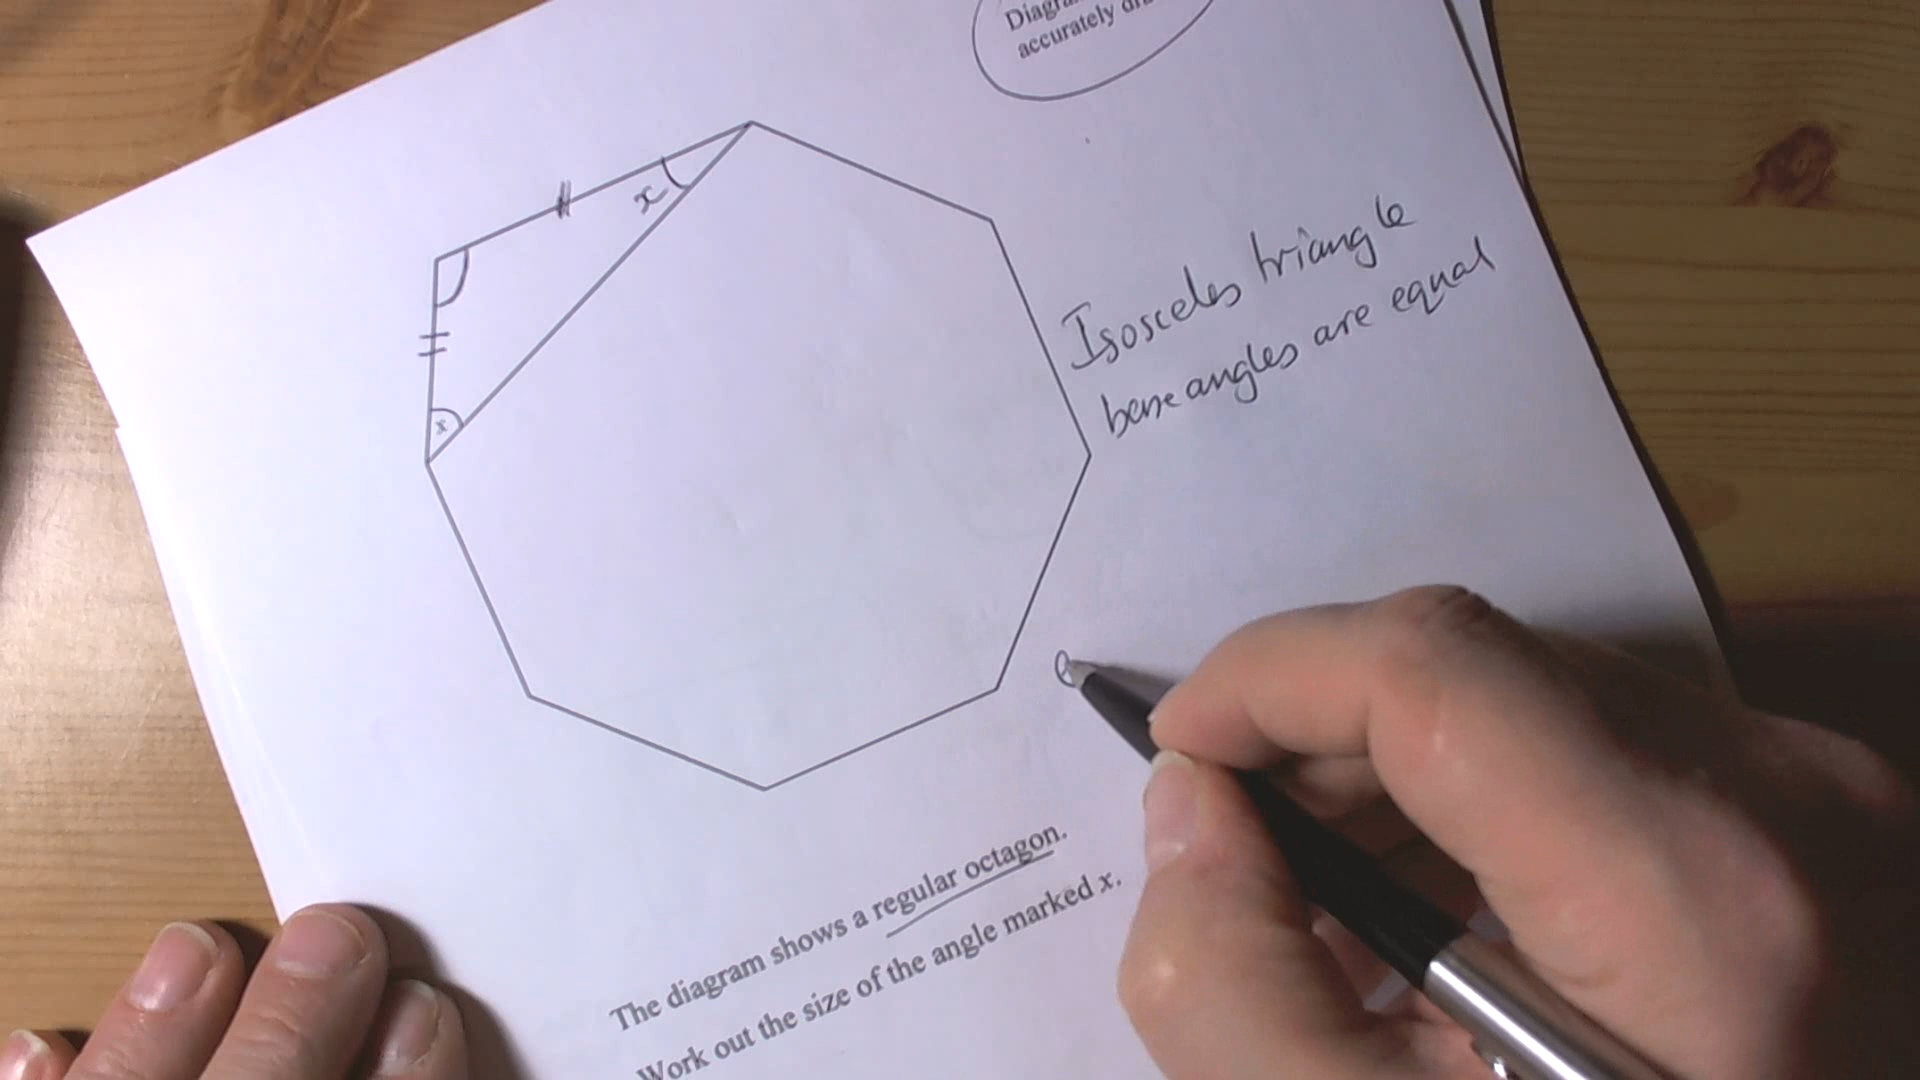 Diagram
accurately
x
x
Isosceles triangle
base angles are equal
The diagram shows a regular octagon.
Work out the size of the angle marked x.